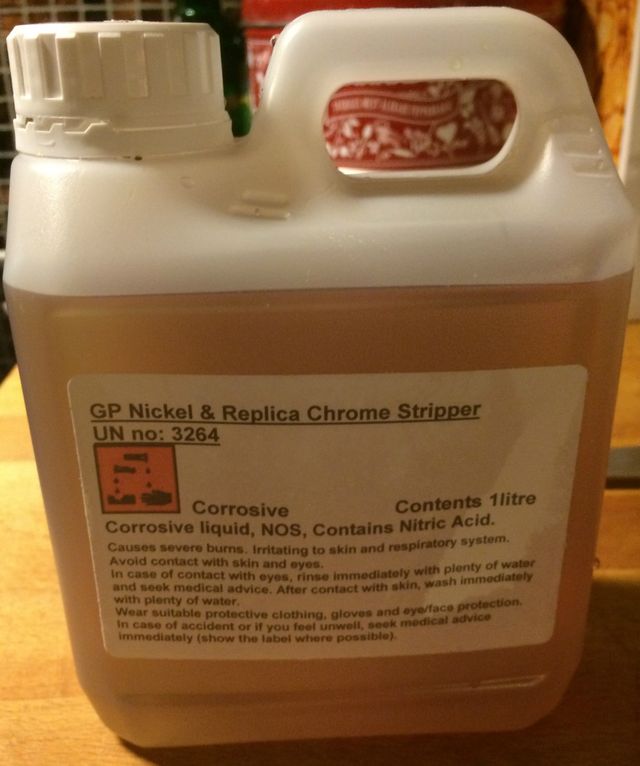 GP Nickel & Replica Chrome Stripper
UN no: 3264
Corrosive Contents 1litre
Corrosive liquid, NOS, Contains Nitric Acid.
Causes severe burns. Irritating to skin and respiratory system.
Avoid contact with skin and eyes.
In case of contact with eyes, rinse immediately with plenty of water
and seek medical advice. After contact with skin, wash immediately
with plenty of water.
Wear suitable protective clothing, gloves and eye/face protection.
In case of accident or if you feel unwell, seek medical advice
immediately (show the label where possible).